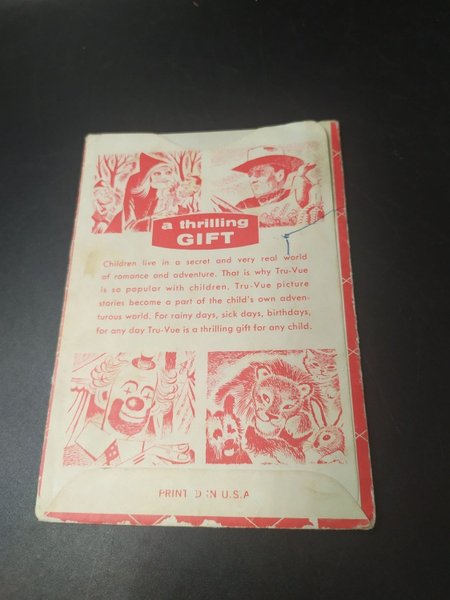 a thrilling
GIFT
Children live in a secret and very real world
of romance and adventure. That is why Tru-Vue
is so popular with children. Tru-Vue picture
stories become a part of the child's own adven-
turous world. For rainy days, sick days, birthdays,
for any day Tru-Vue is a thrilling gift for any child.
PRINT D IN U.S.A